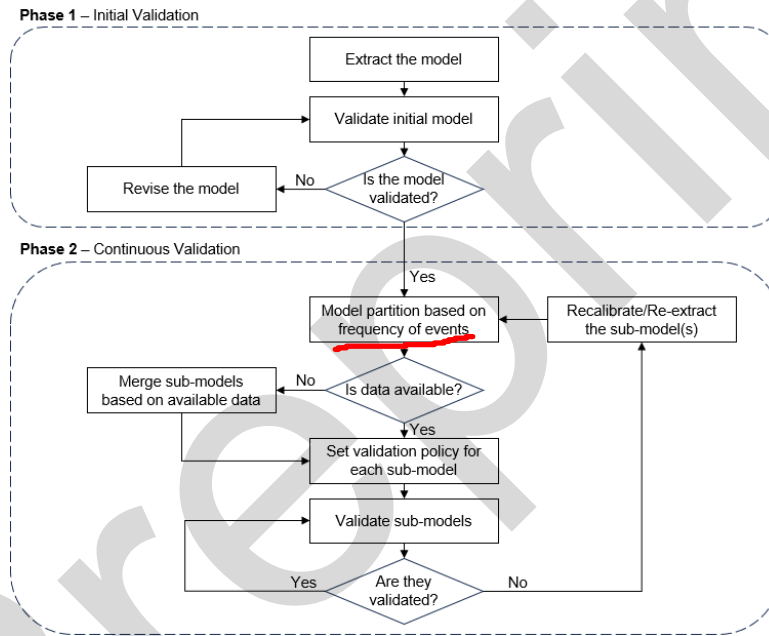 Phase 1 – Initial Validation
Extract the model
Validate initial model
Revise the model
No
Is the model
validated?
Phase 2 – Continuous Validation
Yes
Model partition based on
frequency of events
Recalibrate/Re-extract
the sub-model(s)
Merge sub-models
based on available data
No
Is data available?
Yes
Set validation policy for
each sub-model
Validate sub-models
Yes
Are they
validated?
No